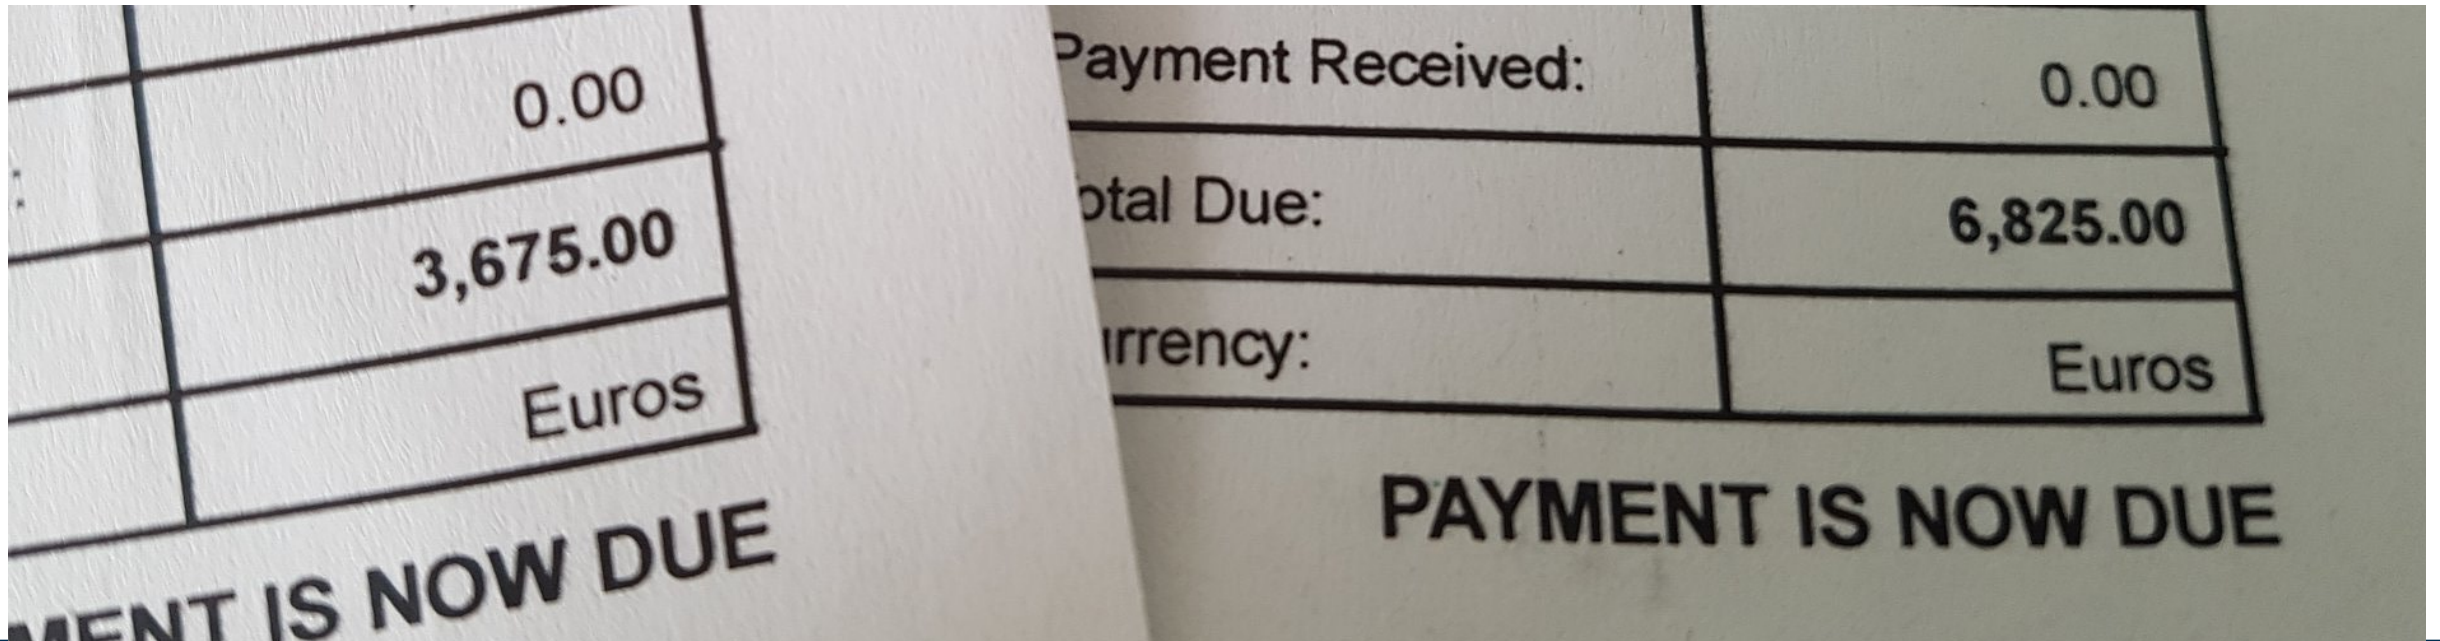 0.00
:
3,675.00
Euros
MENT IS NOW DUE
Payment Received: 0.00
otal Due: 6,825.00
urrency: Euros
PAYMENT IS NOW DUE